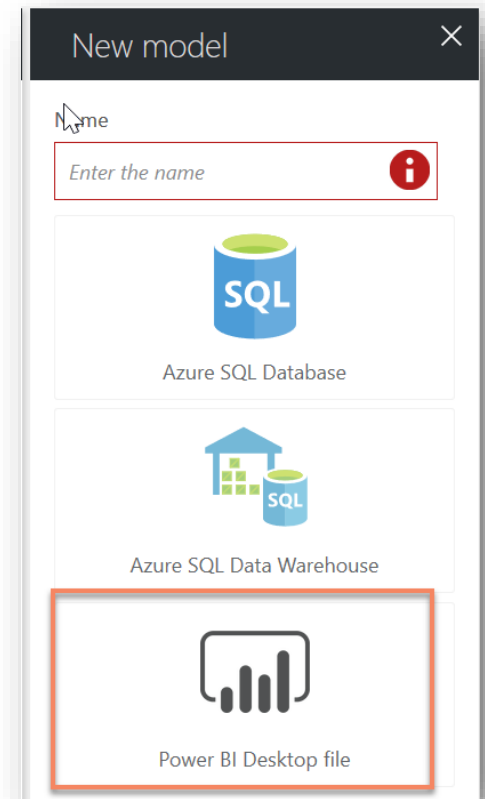 New model
Name
Enter the name
SQL
Azure SQL Database
SQL
Azure SQL Data Warehouse
Power BI Desktop file